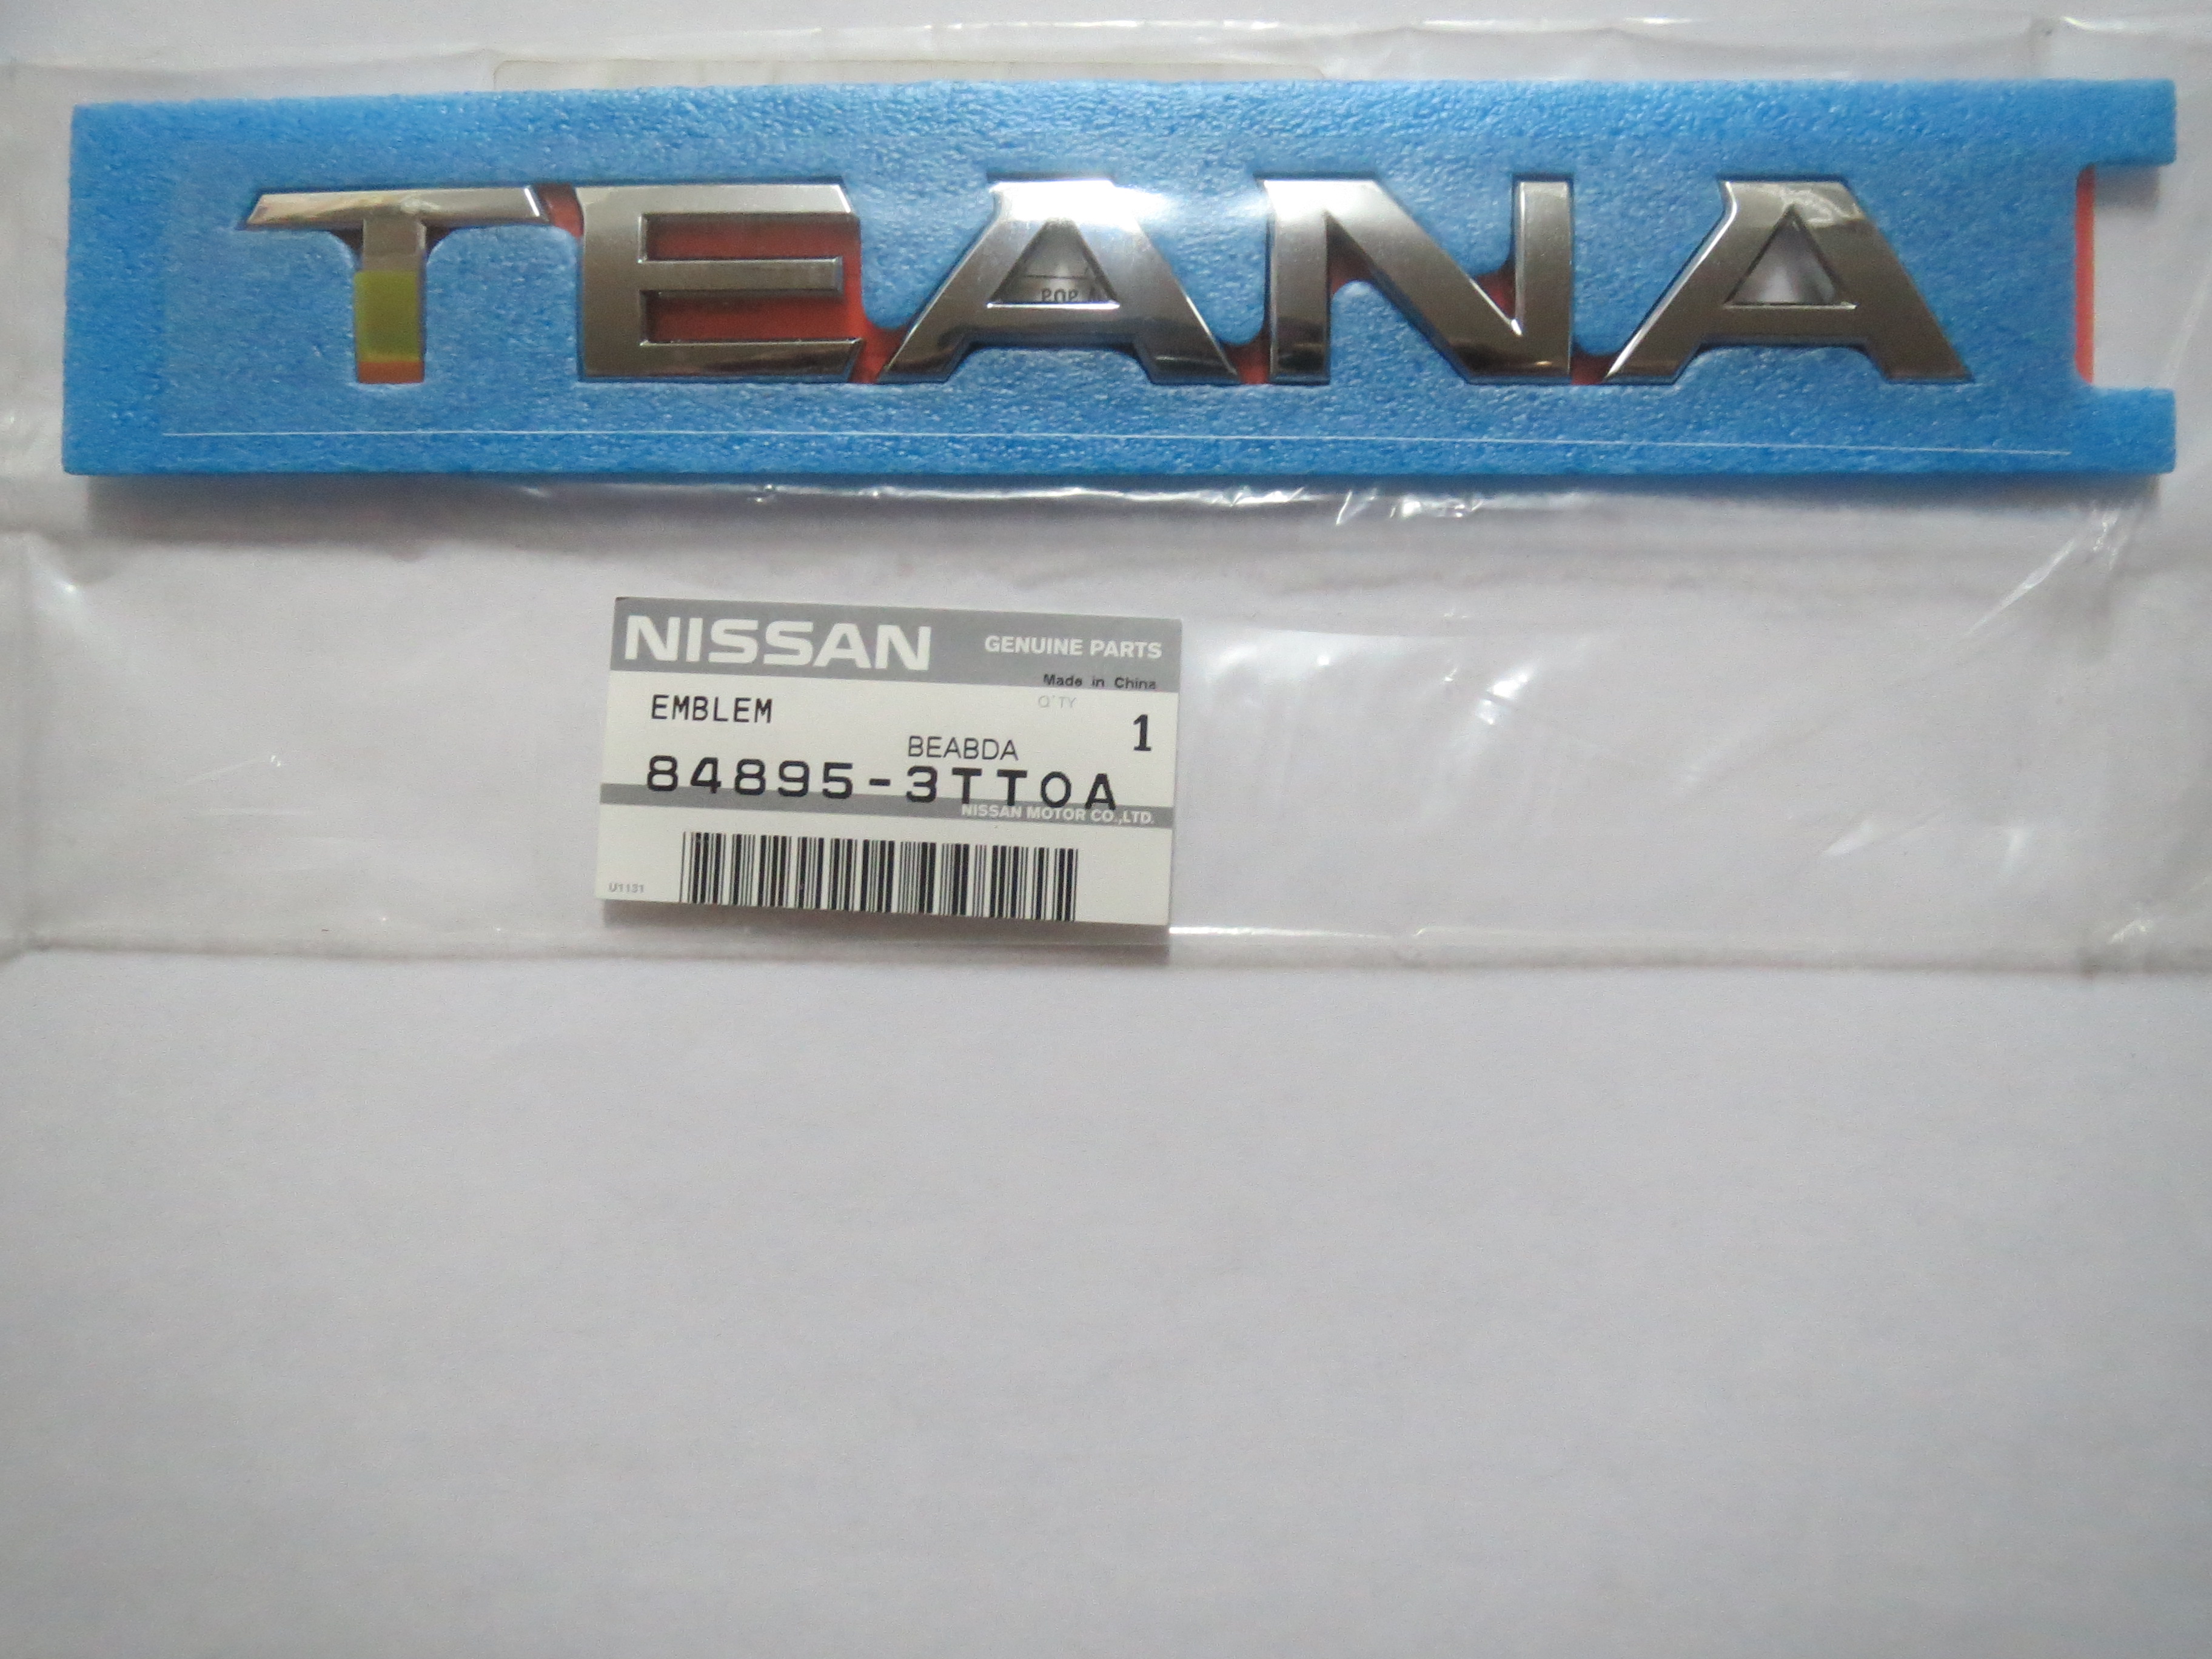 TEANA
NISSAN GENUINE PARTS
Made in China
Q'TY
EMBLEM
1
BEABDA
84895-3TT0A
NISSAN MOTOR CO.,LTD.
U1131